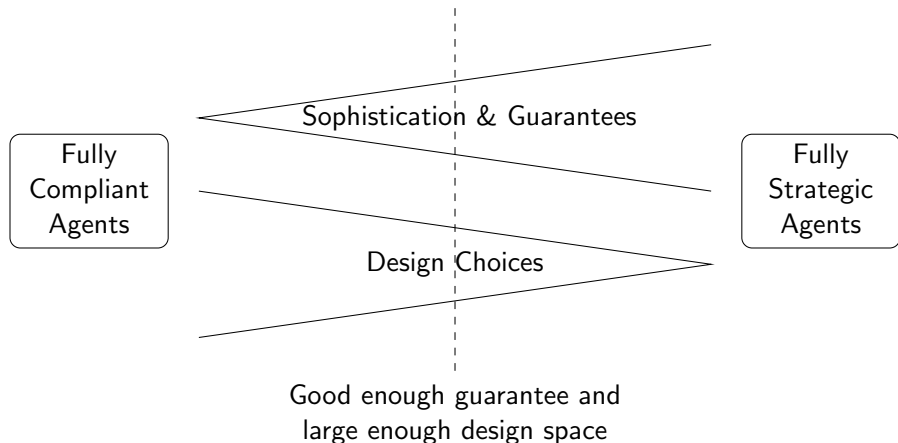 Sophistication & Guarantees
Fully
Compliant
Agents
Fully
Strategic
Agents
Design Choices
Good enough guarantee and
large enough design space